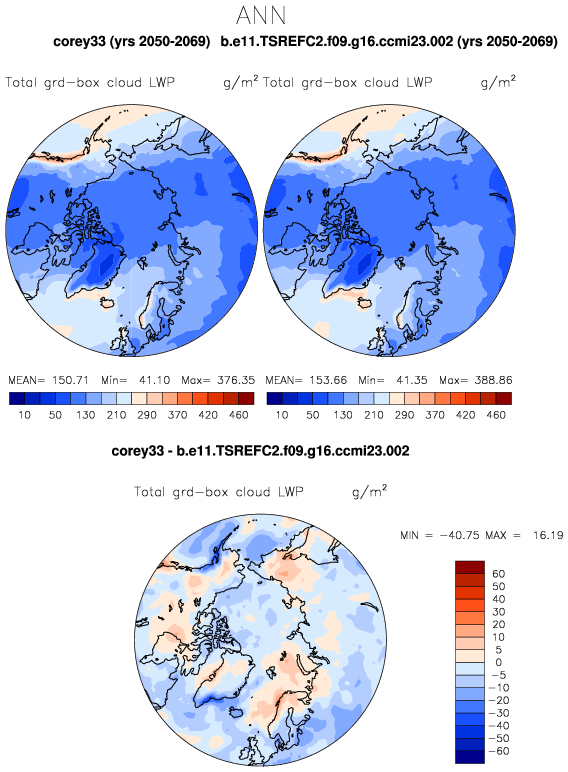 ANN
corey33 (yrs 2050-2069) b.e11.TSREFC2.f09.g16.ccmi23.002 (yrs 2050-2069)
Total grd-box cloud LWP g/m² Total grd-box cloud LWP g/m²
MEAN= 150.71 Min= 41.10 Max= 376.35 MEAN= 153.66 Min= 41.35 Max= 388.86
10 50 130 210 290 370 420 460 10 50 130 210 290 370 420 460
corey33 - b.e11.TSREFC2.f09.g16.ccmi23.002
Total grd-box cloud LWP g/m²
MIN = -40.75 MAX = 16.19
60
50
40
30
20
10
5
0
-5
-10
-20
-30
-40
-50
-60